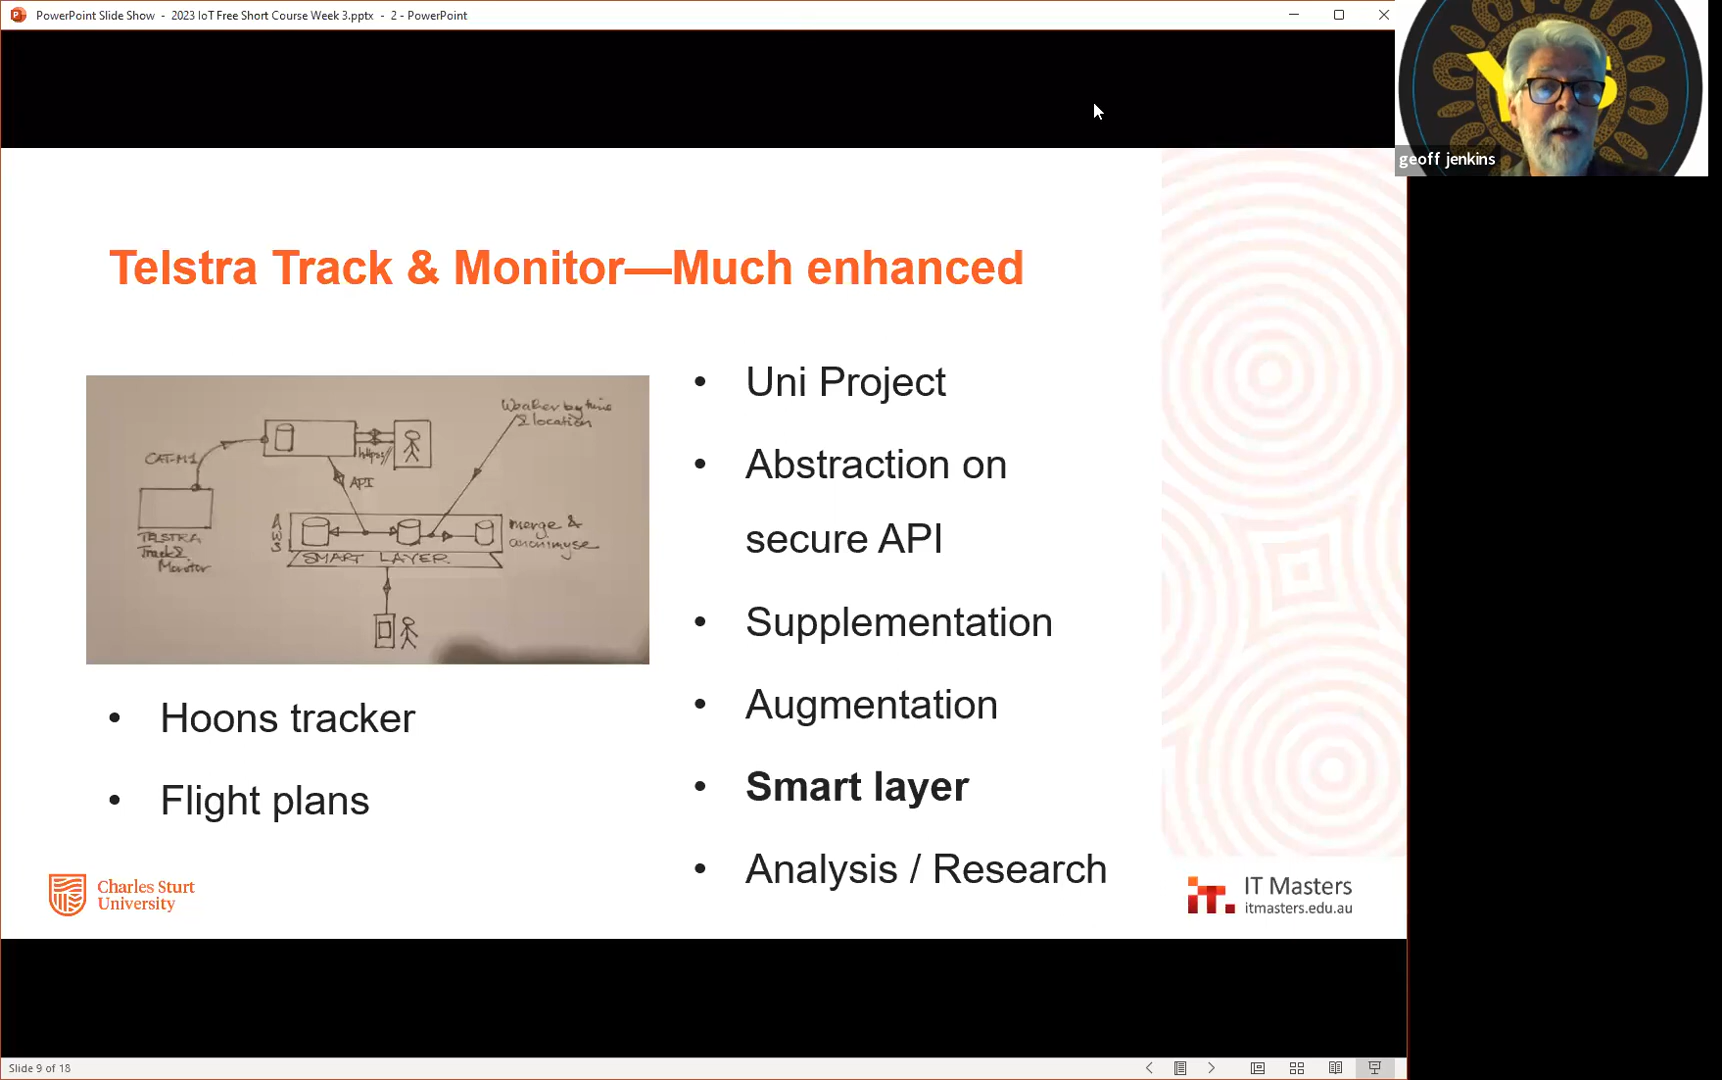 PowerPoint Slide Show - 2023 IoT Free Short Course Week 3.pptx - 2 - PowerPoint
geoff jenkins
Telstra Track & Monitor—Much enhanced
Weather by time
& location
CAT-M1
https//
API
TELSTRA
Track &
Monitor
AWS
merge &
anonimyse
SMART LAYER
• Hoons tracker
• Flight plans
• Uni Project
• Abstraction on
secure API
• Supplementation
• Augmentation
• Smart layer
• Analysis / Research
Charles Sturt
University
IT Masters
itmasters.edu.au
Slide 9 of 18